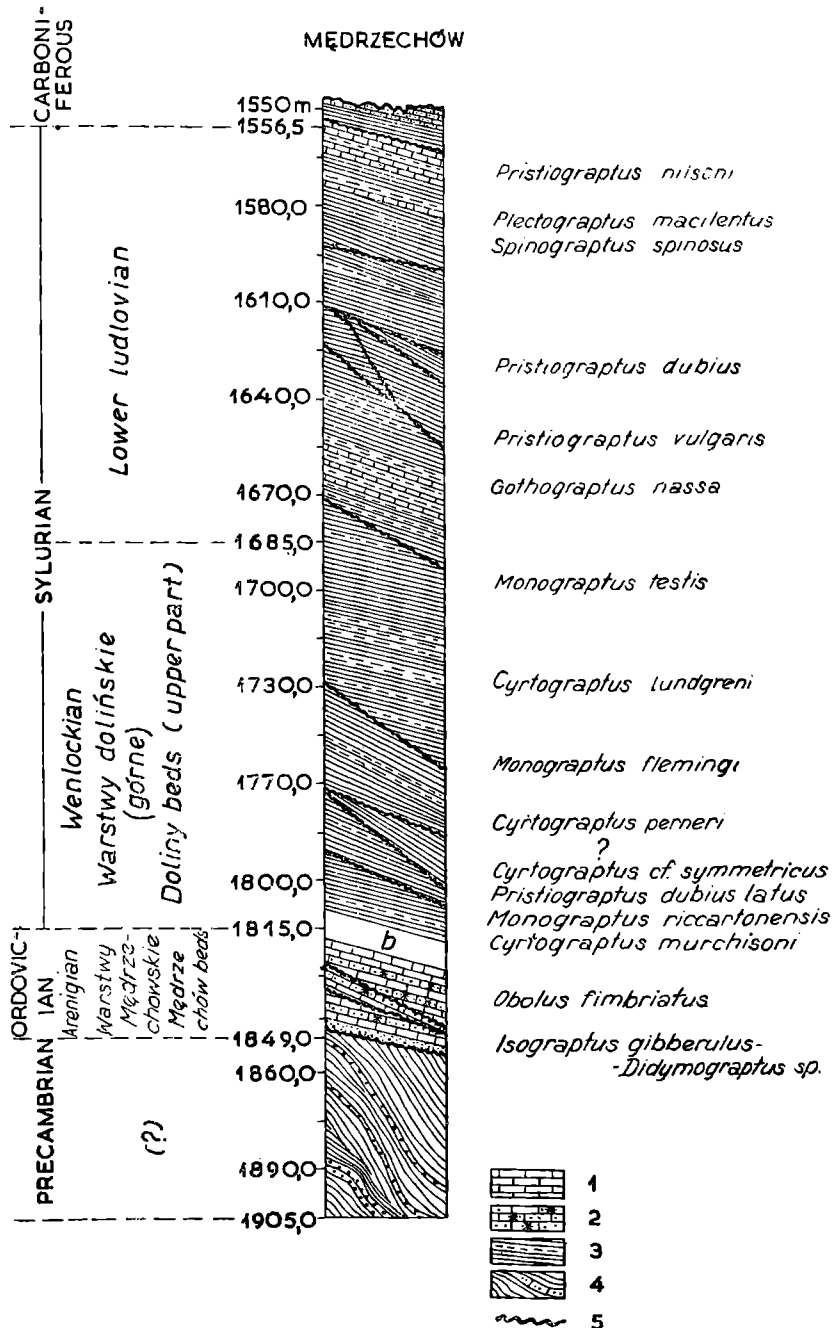 MĘDRZECHÓW
CARBONI-
FEROUS
SYLURIAN
ORDOVIC-
IAN
PRECAMBRIAN
Lower ludlovian
Wenlockian
Warstwy dolińskie
(górne)
Doliny beds (upper part)
Arenigian
Warstwy
Mędrze-
chowskie
Mędrze
chów beds
(?)
1550 m
1556,5
1580,0
1610,0
1640,0
1670,0
1685,0
1700,0
1730,0
1770,0
1800,0
1815,0
1849,0
1860,0
1890,0
1905,0
b
Pristiograptus nilsoni
Plectograptus macilentus
Spinograptus spinosus
Pristiograptus dubius
Pristiograptus vulgaris
Gothograptus nassa
Monograptus testis
Cyrtograptus lundgreni
Monograptus flemingi
Cyrtograptus perneri
?
Cyrtograptus cf. symmetricus
Pristiograptus dubius latus
Monograptus riccartonensis
Cyrtograptus murchisoni
Obolus fimbriatus
Isograptus gibberulus-
-Didymograptus sp.
1
2
3
4
5